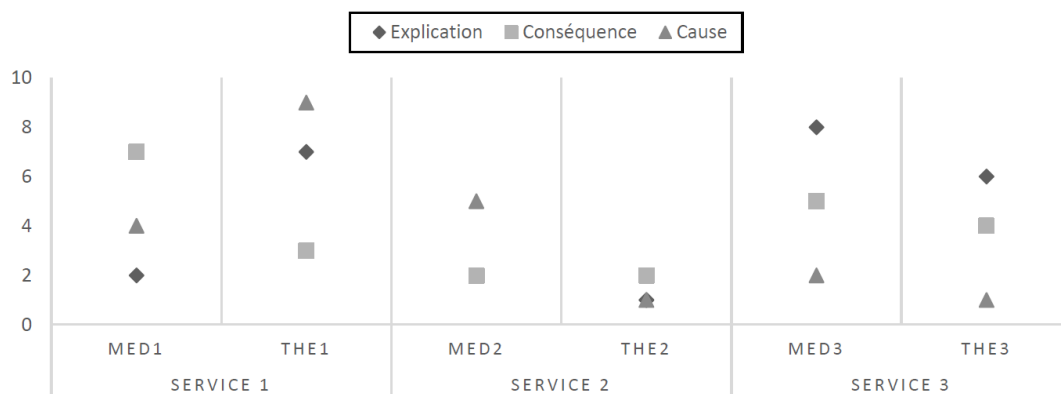 Explication Conséquence Cause
10
8
6
4
2
0
MED1 THE1 MED2 THE2 MED3 THE3
SERVICE 1 SERVICE 2 SERVICE 3